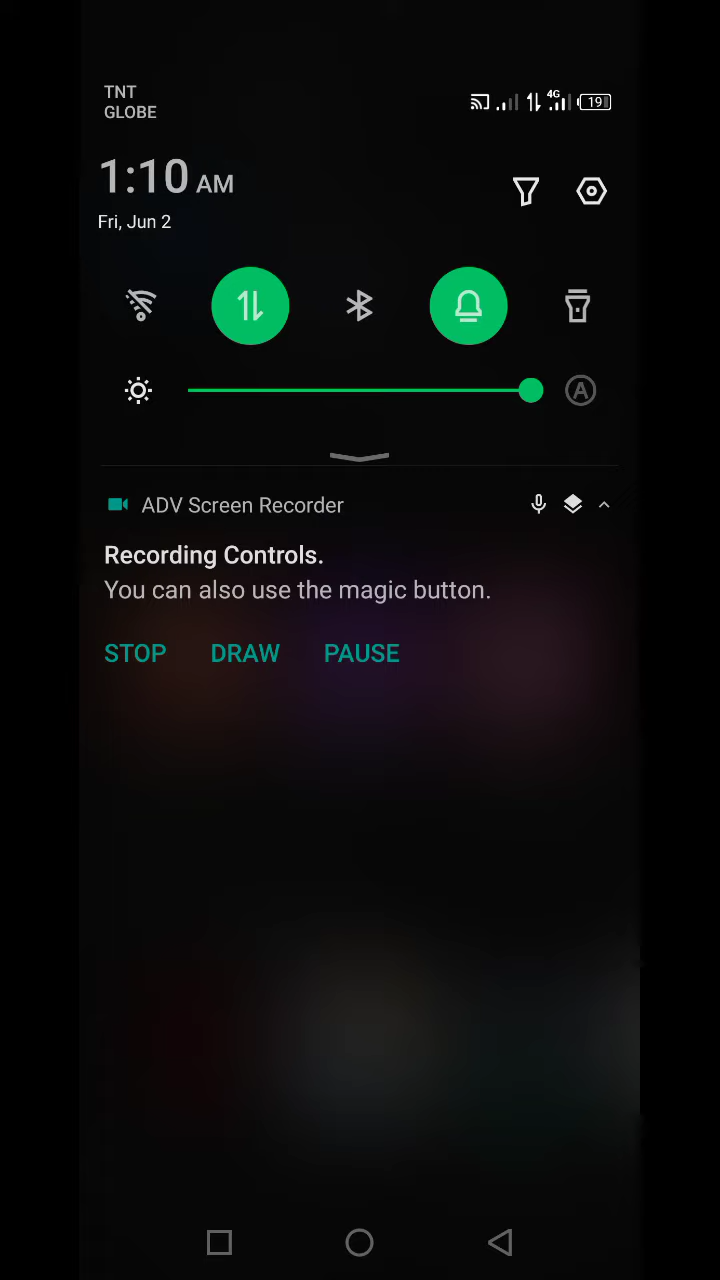 TNT
GLOBE
4G
19
1:10 AM
Fri, Jun 2
A
ADV Screen Recorder
Recording Controls.
You can also use the magic button.
STOP DRAW PAUSE